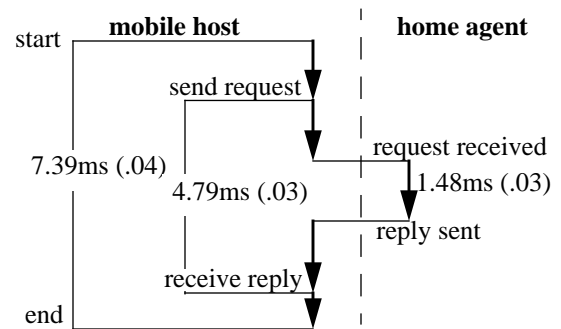 mobile host home agent
start
send request
request received
7.39ms (.04)
4.79ms (.03)
1.48ms (.03)
reply sent
receive reply
end